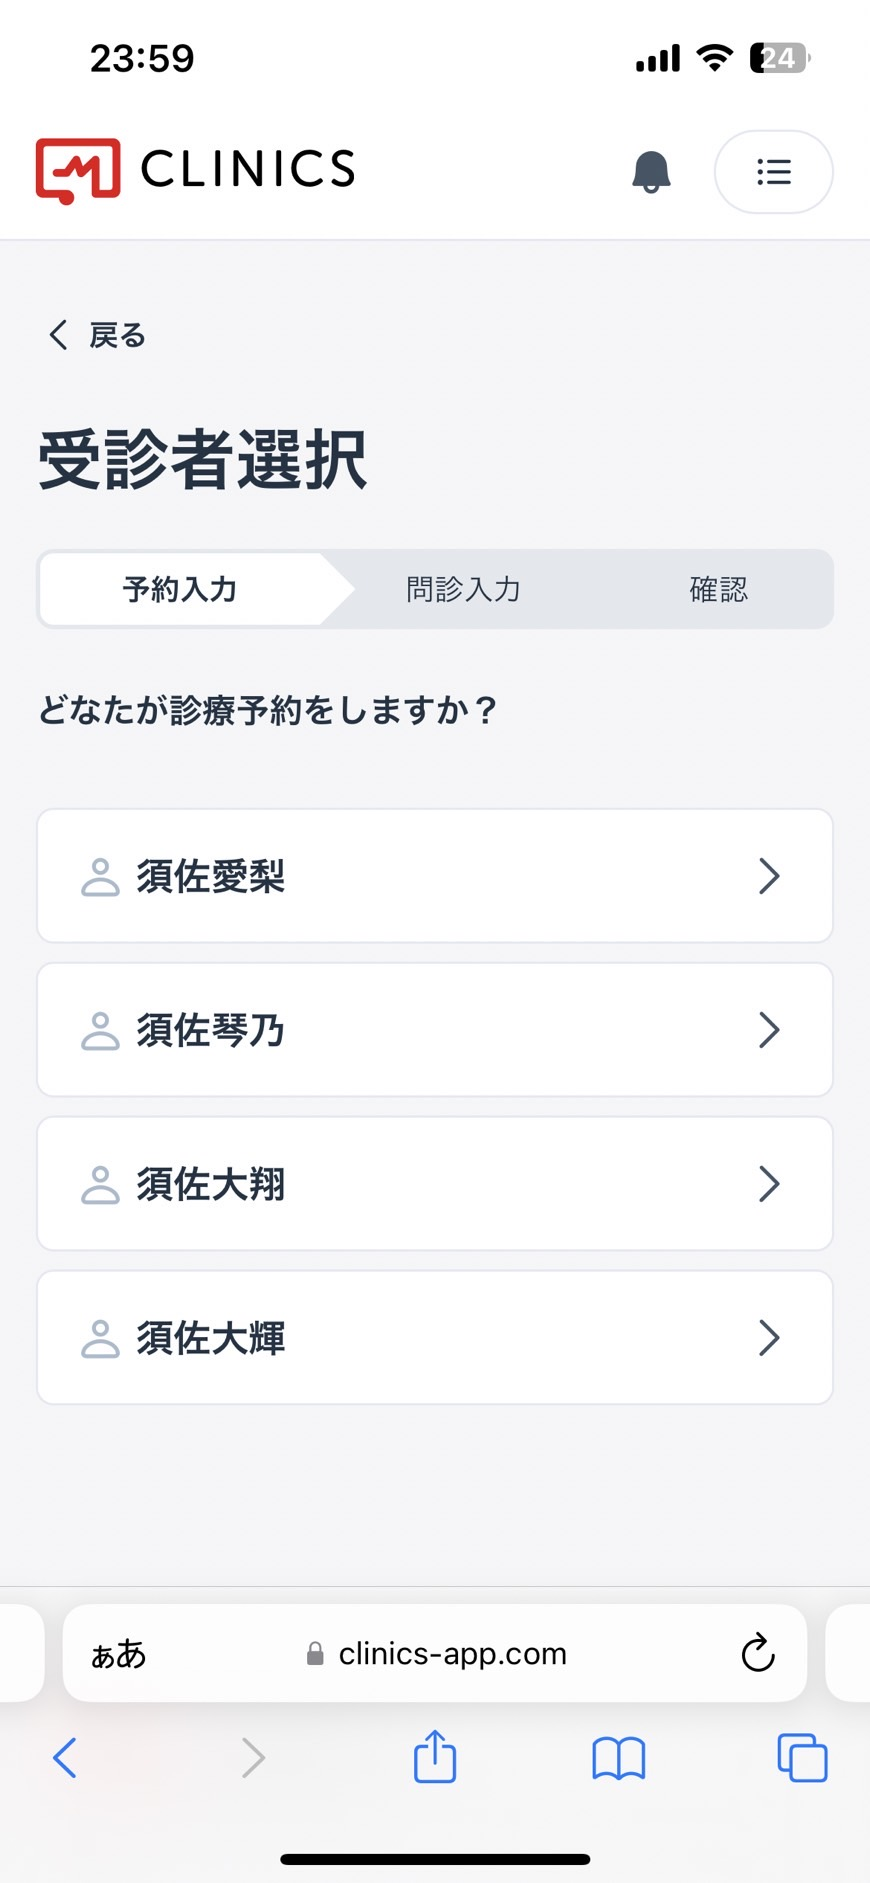 23:59
24
CLINICS
戻る
受診者選択
予約入力 問診入力 確認
どなたが診療予約をしますか？
須佐愛梨
須佐琴乃
須佐大翔
須佐大輝
ぁあ clinics-app.com